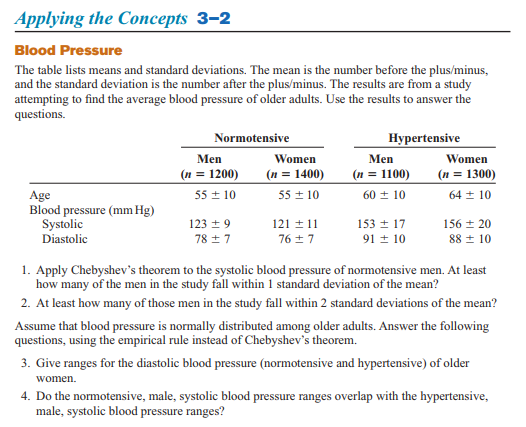 Applying the Concepts 3–2
Blood Pressure
The table lists means and standard deviations. The mean is the number before the plus/minus,
and the standard deviation is the number after the plus/minus. The results are from a study
attempting to find the average blood pressure of older adults. Use the results to answer the
questions.
Normotensive Hypertensive
Men Women Men Women
(n = 1200) (n = 1400) (n = 1100) (n = 1300)
Age 55 ± 10 55 ± 10 60 ± 10 64 ± 10
Blood pressure (mm Hg)
Systolic 123 ± 9 121 ± 11 153 ± 17 156 ± 20
Diastolic 78 ± 7 76 ± 7 91 ± 10 88 ± 10
1. Apply Chebyshev's theorem to the systolic blood pressure of normotensive men. At least
how many of the men in the study fall within 1 standard deviation of the mean?
2. At least how many of those men in the study fall within 2 standard deviations of the mean?
Assume that blood pressure is normally distributed among older adults. Answer the following
questions, using the empirical rule instead of Chebyshev's theorem.
3. Give ranges for the diastolic blood pressure (normotensive and hypertensive) of older
women.
4. Do the normotensive, male, systolic blood pressure ranges overlap with the hypertensive,
male, systolic blood pressure ranges?